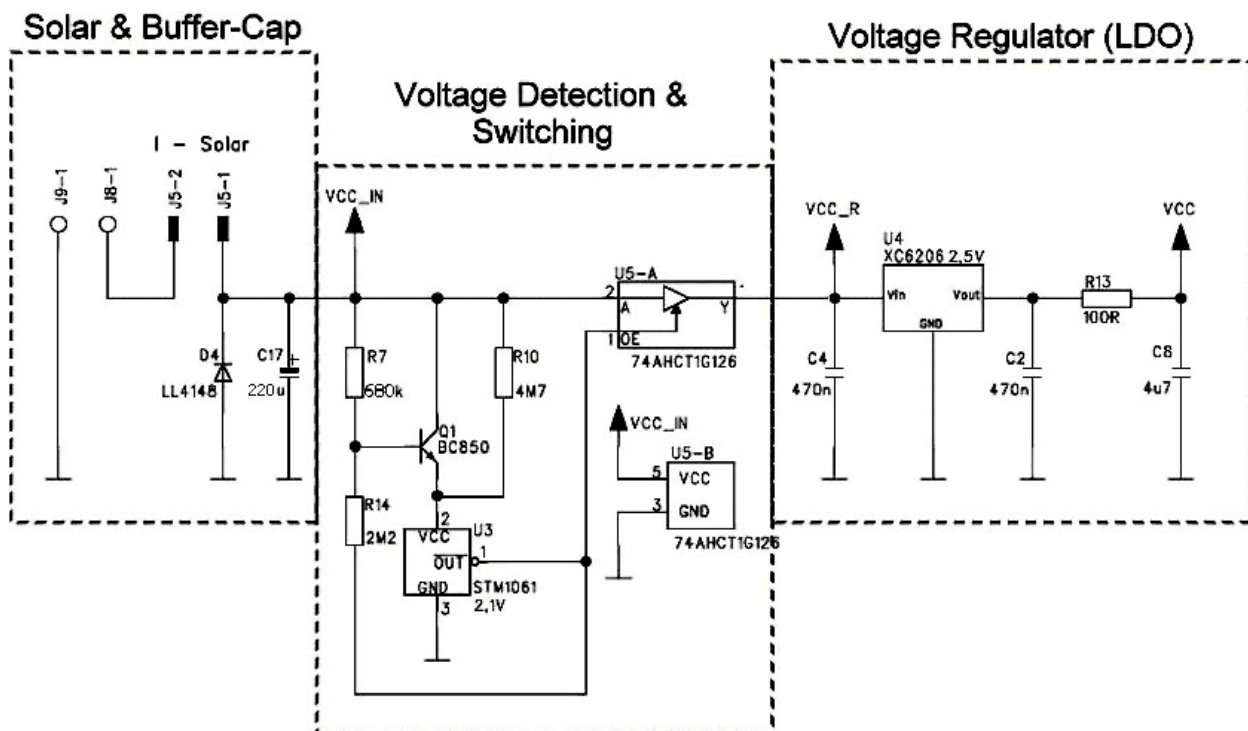 Solar & Buffer-Cap
Voltage Detection &
Switching
Voltage Regulator (LDO)
I - Solar
J9-1
J8-1
J5-2
J5-1
D4
LL4148
C17
+
220u
VCC_IN
R7
680k
R10
4M7
Q1
BC850
R14
2M2
2
U3
VCC
OUT
1
GND
STM1061
3
2,1V
U5-A
2
A
Y
1
OE
74AHCT1G126
VCC_IN
U5-B
5
VCC
3
GND
74AHCT1G126
VCC_R
U4
XC6206 2,5V
Vin
Vout
GND
C4
470n
C2
470n
R13
100R
VCC
C8
4u7